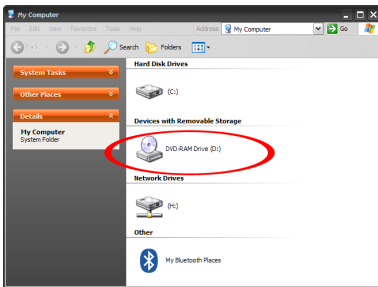 My Computer
File Edit View Favorites Tools Help Address My Computer Go
Search Folders
System Tasks
Other Places
Details
My Computer
System Folder
Hard Disk Drives
(C:)
Devices with Removable Storage
DVD-RAM Drive (D:)
Network Drives
(H:)
Other
My Bluetooth Places